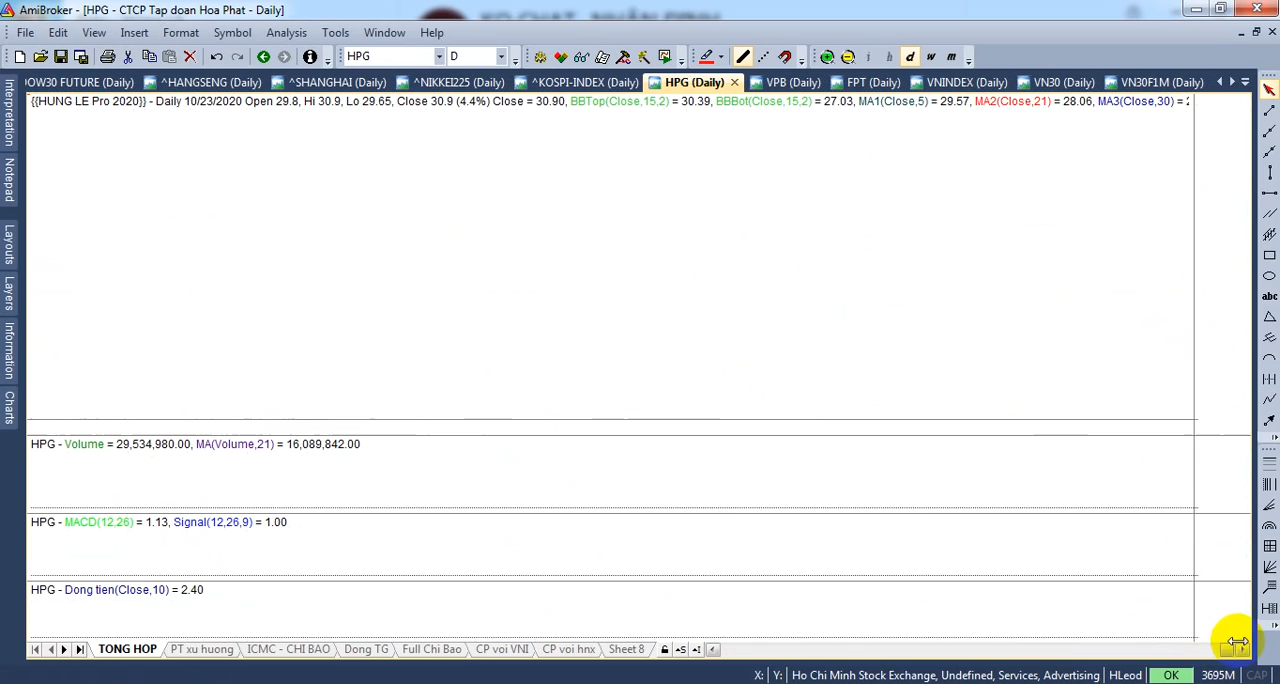 AmiBroker - [HPG - CTCP Tap doan Hoa Phat - Daily]
File Edit View Insert Format Symbol Analysis Tools Window Help
HPG D i h d w m
IOW30 FUTURE (Daily) ^HANGSENG (Daily) ^SHANGHAI (Daily) ^NIKKEI225 (Daily) ^KOSPI-INDEX (Daily) HPG (Daily) VPB (Daily) FPT (Daily) VNINDEX (Daily) VN30 (Daily) VN30F1M (Daily)
{{HUNG LE Pro 2020}} - Daily 10/23/2020 Open 29.8, Hi 30.9, Lo 29.65, Close 30.9 (4.4%) Close = 30.90, BBTop(Close,15,2) = 30.39, BBBot(Close,15,2) = 27.03, MA1(Close,5) = 29.57, MA2(Close,21) = 28.06, MA3(Close,30) =
Interpretation
Notepad
Layouts
Layers
Information
Charts
abc
HPG - Volume = 29,534,980.00, MA(Volume,21) = 16,089,842.00
HPG - MACD(12,26) = 1.13, Signal(12,26,9) = 1.00
HPG - Dong tien(Close,10) = 2.40
TONG HOP PT xu huong ICMC - CHI BAO Dong TG Full Chi Bao CP voi VNI CP voi hnx Sheet 8
X: Y: Ho Chi Minh Stock Exchange, Undefined, Services, Advertising HLeod OK 3695M CAP